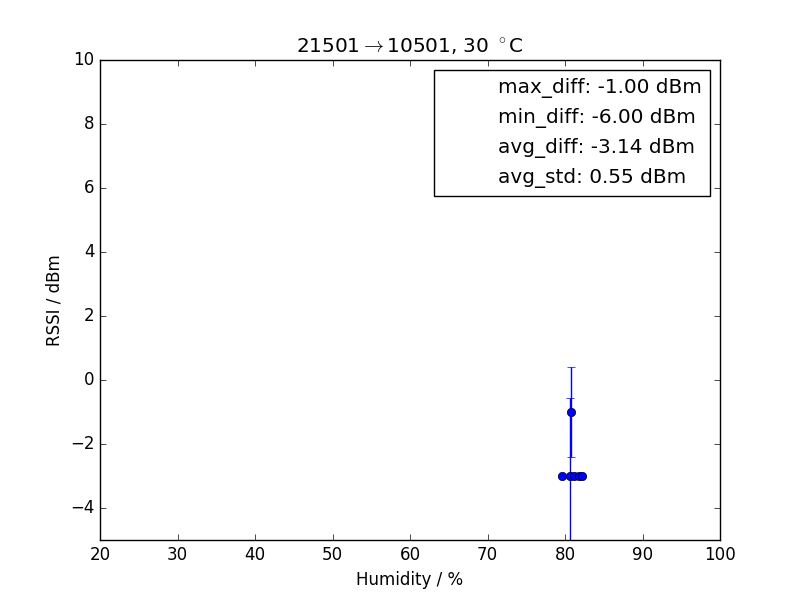 21501→10501, 30 °C
max_diff: -1.00 dBm
min_diff: -6.00 dBm
avg_diff: -3.14 dBm
avg_std: 0.55 dBm
RSSI / dBm
10
8
6
4
2
0
−2
−4
20 30 40 50 60 70 80 90 100
Humidity / %